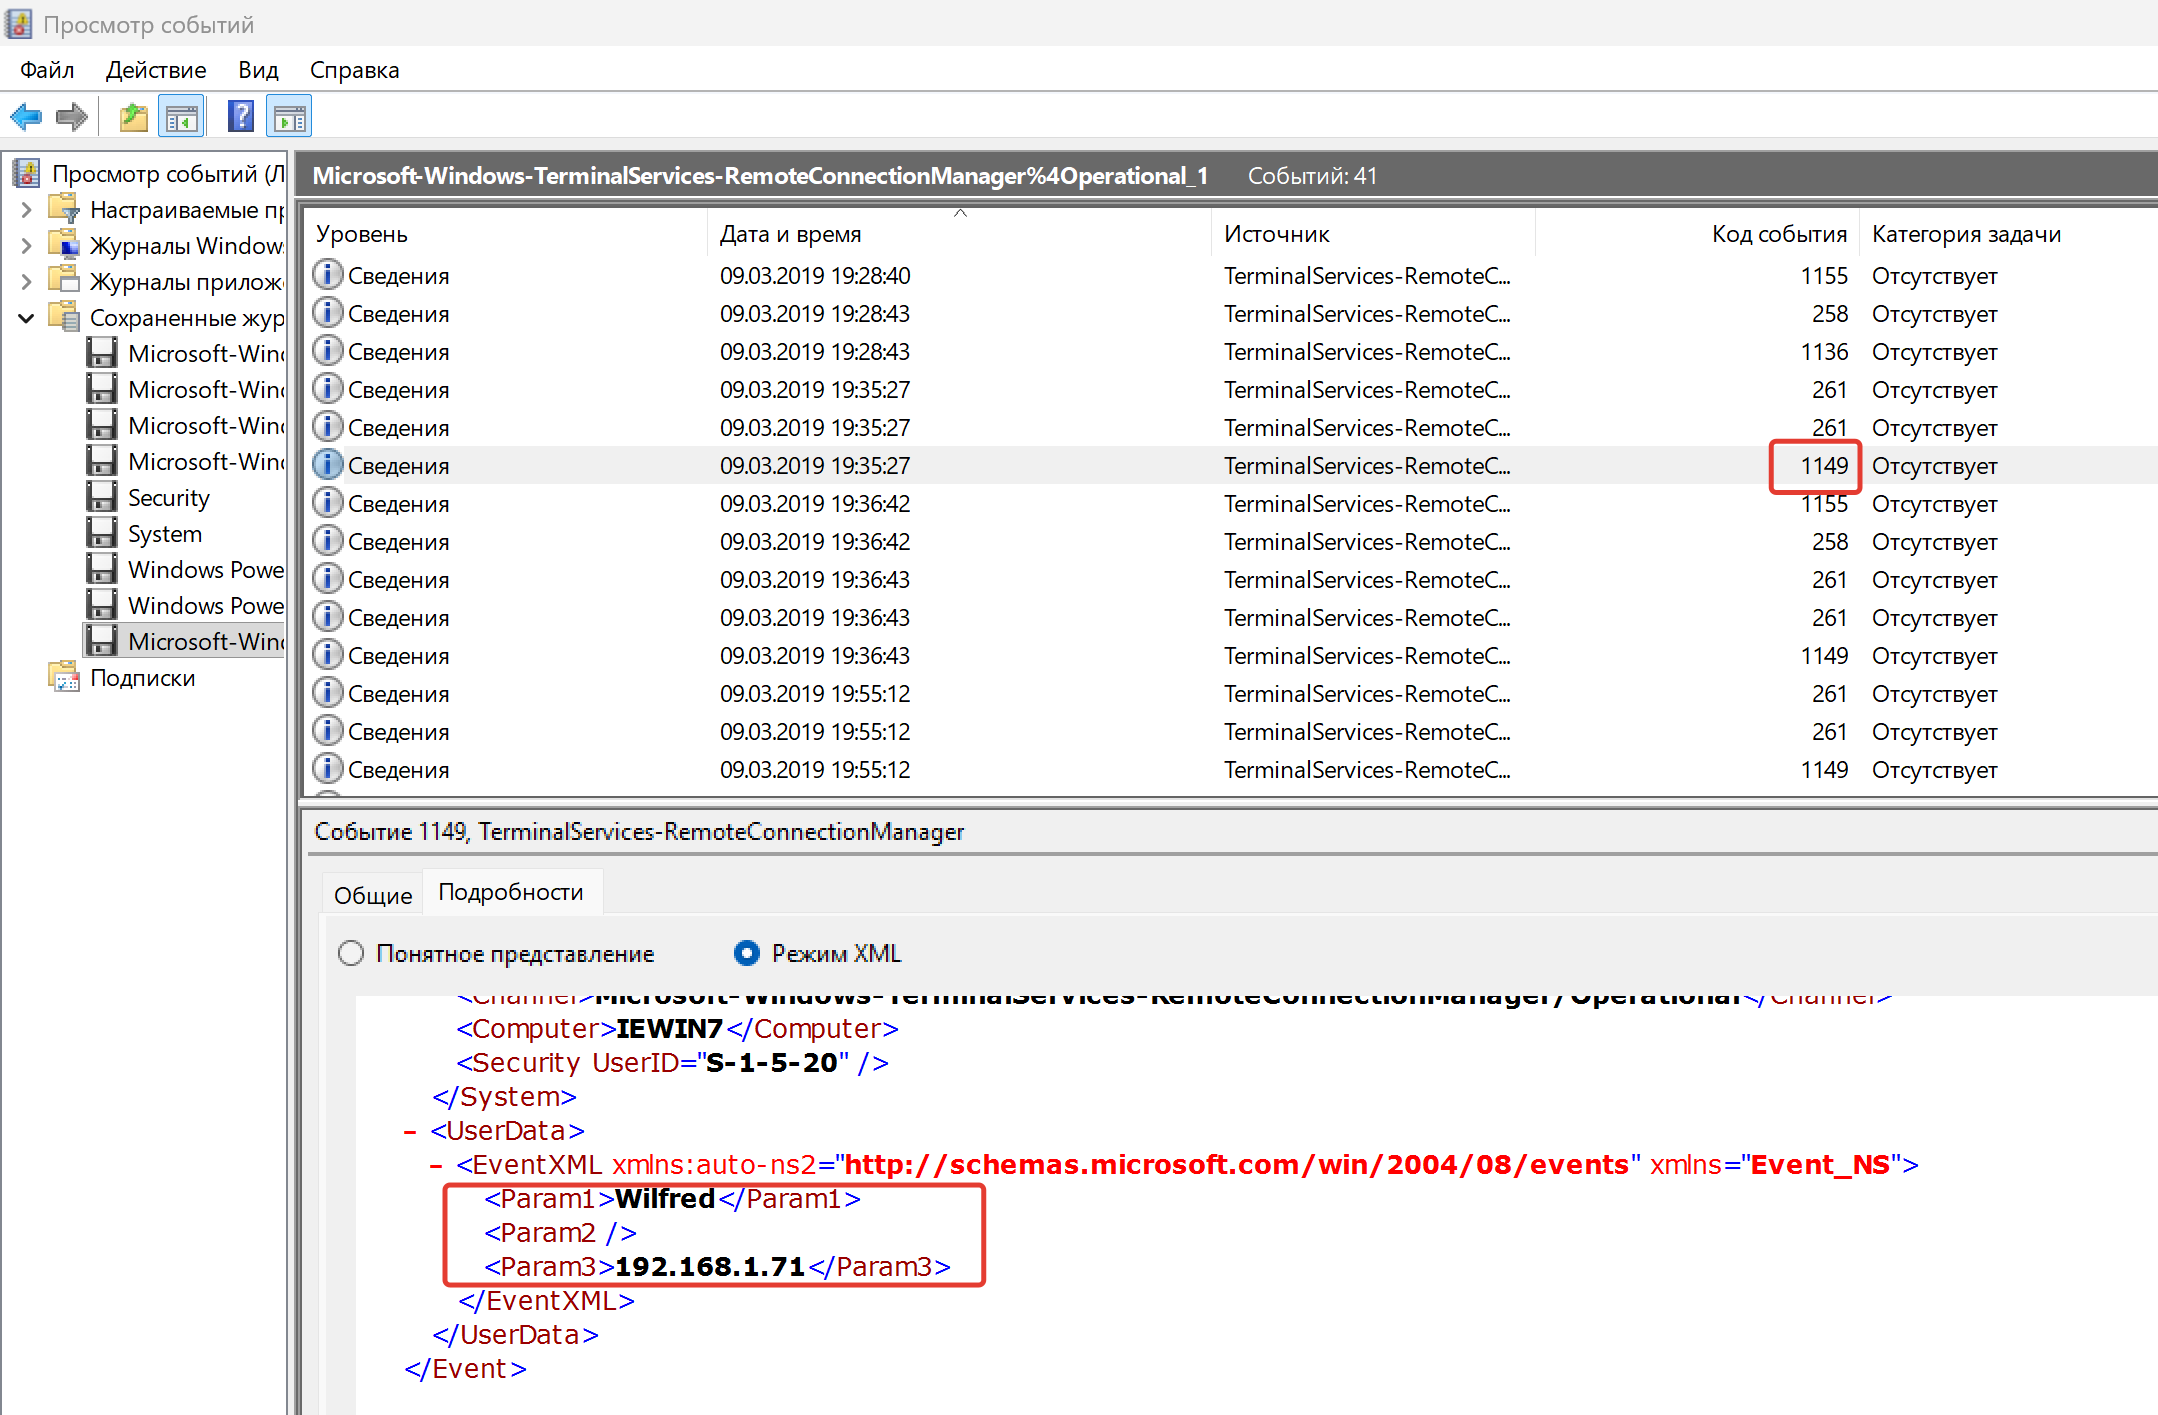 Просмотр событий
Файл Действие Вид Справка
Просмотр событий (Л
Настраиваемые пр
Журналы Window
Журналы прилож
Сохраненные жур
Microsoft-Wind
Microsoft-Wind
Microsoft-Wind
Microsoft-Wind
Security
System
Windows Powe
Windows Powe
Microsoft-Wind
Подписки
Microsoft-Windows-TerminalServices-RemoteConnectionManager%4Operational_1 Событий: 41
Уровень Дата и время Источник Код события Категория задачи
Сведения 09.03.2019 19:28:40 TerminalServices-RemoteC... 1155 Отсутствует
Сведения 09.03.2019 19:28:43 TerminalServices-RemoteC... 258 Отсутствует
Сведения 09.03.2019 19:28:43 TerminalServices-RemoteC... 1136 Отсутствует
Сведения 09.03.2019 19:35:27 TerminalServices-RemoteC... 261 Отсутствует
Сведения 09.03.2019 19:35:27 TerminalServices-RemoteC... 261 Отсутствует
Сведения 09.03.2019 19:35:27 TerminalServices-RemoteC... 1149 Отсутствует
Сведения 09.03.2019 19:36:42 TerminalServices-RemoteC... 1155 Отсутствует
Сведения 09.03.2019 19:36:42 TerminalServices-RemoteC... 258 Отсутствует
Сведения 09.03.2019 19:36:43 TerminalServices-RemoteC... 261 Отсутствует
Сведения 09.03.2019 19:36:43 TerminalServices-RemoteC... 261 Отсутствует
Сведения 09.03.2019 19:36:43 TerminalServices-RemoteC... 1149 Отсутствует
Сведения 09.03.2019 19:55:12 TerminalServices-RemoteC... 261 Отсутствует
Сведения 09.03.2019 19:55:12 TerminalServices-RemoteC... 261 Отсутствует
Сведения 09.03.2019 19:55:12 TerminalServices-RemoteC... 1149 Отсутствует
Событие 1149, TerminalServices-RemoteConnectionManager
Общие Подробности
Понятное представление Режим XML
<Channel>Microsoft-Windows-TerminalServices-RemoteConnectionManager/Operational</Channel>
<Computer>IEWIN7</Computer>
<Security UserID="S-1-5-20" />
</System>
- <UserData>
- <EventXML xmlns:auto-ns2="http://schemas.microsoft.com/win/2004/08/events" xmlns="Event_NS">
<Param1>Wilfred</Param1>
<Param2 />
<Param3>192.168.1.71</Param3>
</EventXML>
</UserData>
</Event>